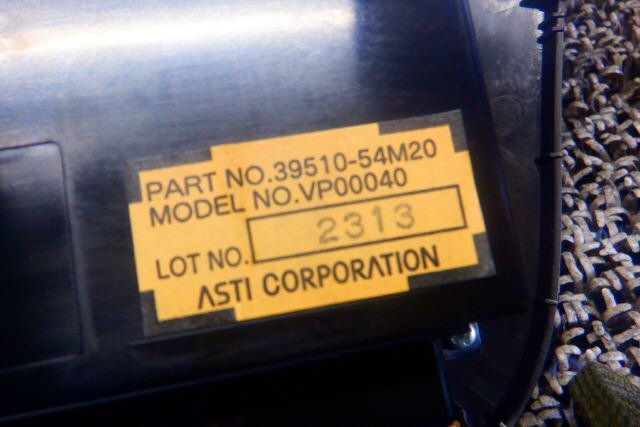 PART NO.39510-54M20
MODEL NO.VP00040
LOT NO. 2313
ASTI CORPORATION